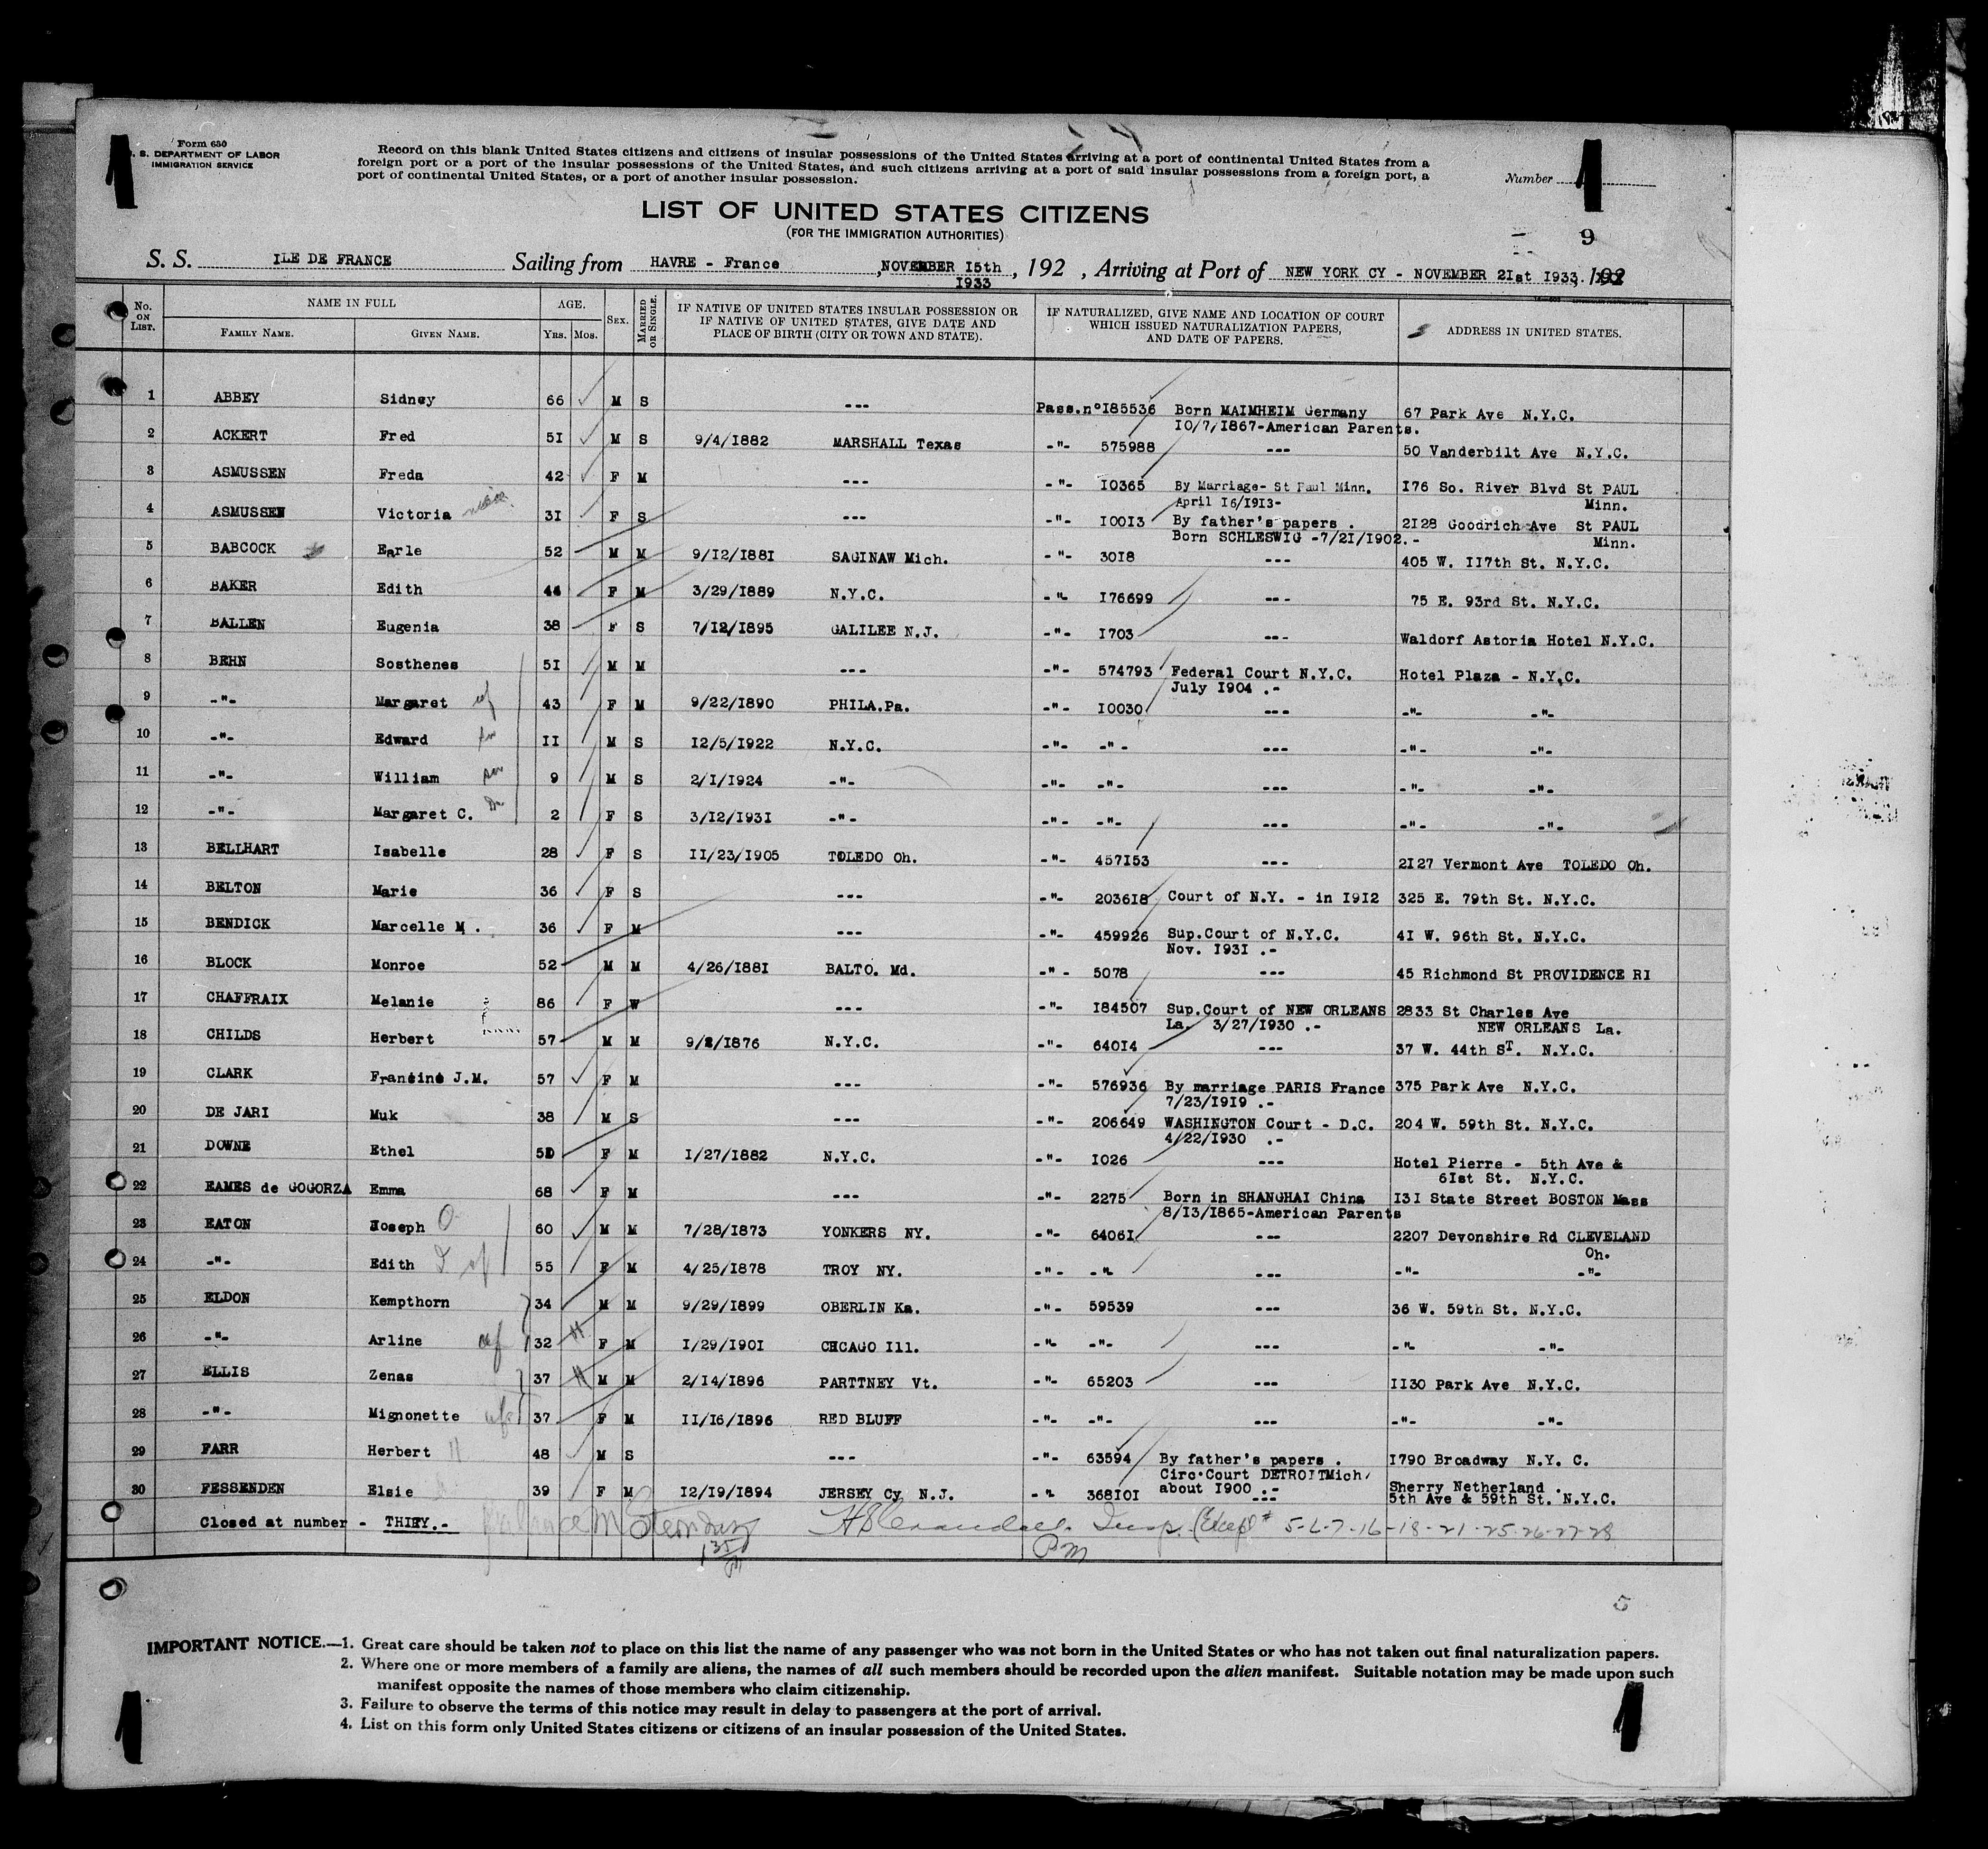 Form 630
S. DEPARTMENT OF LABOR
IMMIGRATION SERVICE
Record on this blank United States citizens and citizens of insular possessions of the United States arriving at a port of continental United States from a
foreign port or a port of the insular possessions of the United States, and such citizens arriving at a port of said insular possessions from a foreign port, a
port of continental United States, or a port of another insular possession.
Number
1 1
LIST OF UNITED STATES CITIZENS
(FOR THE IMMIGRATION AUTHORITIES)
9
S. S. ILE DE FRANCE Sailing from HAVRE - France ,NOVEMBER 15th , 192 , Arriving at Port of NEW YORK CY - NOVEMBER 21st 1933. 192
1933
No. ON LIST. NAME IN FULL FAMILY NAME. GIVEN NAME. AGE. YRS. MOS. SEX. MARRIED OR SINGLE. IF NATIVE OF UNITED STATES INSULAR POSSESSION OR IF NATIVE OF UNITED STATES, GIVE DATE AND PLACE OF BIRTH (CITY OR TOWN AND STATE). IF NATURALIZED, GIVE NAME AND LOCATION OF COURT WHICH ISSUED NATURALIZATION PAPERS, AND DATE OF PAPERS. ADDRESS IN UNITED STATES.
1 ABBEY Sidney 66 M S --- Pass.n°185536 Born MAIMHEIM Germany 67 Park Ave N.Y.C.
10/7/1867-American Parents.
2 ACKERT Fred 51 M S 9/4/1882 MARSHALL Texas -"- 575988 --- 50 Vanderbilt Ave N.Y.C.
3 ASMUSSEN Freda 42 F M --- -"- 10365 By Marriage- St Paul Minn. 176 So. River Blvd St PAUL
April 16/1913- Minn.
4 ASMUSSEN Victoria niece 31 F S --- -"- 10013 By father's papers . 2128 Goodrich Ave St PAUL
Born SCHLESWIG -7/21/1902.- Minn.
5 BABCOCK Earle 52 M M 9/12/1881 SAGINAW Mich. -"- 3018 --- 405 W. 117th St. N.Y.C.
6 BAKER Edith 44 F M 3/29/1889 N.Y.C. -"- 176699 --- 75 E. 93rd St. N.Y.C.
7 BALLEN Eugenia 38 F S 7/12/1895 GALILEE N.J. -"- 1703 --- Waldorf Astoria Hotel N.Y.C.
8 BEHN Sosthenes 51 M M --- -"- 574793 Federal Court N.Y.C. Hotel Plaza - N.Y.C.
July 1904 .-
9 -"- Margaret wf 43 F M 9/22/1890 PHILA.Pa. -"- 10030 --- -"- -"-
10 -"- Edward son 11 M S 12/5/1922 N.Y.C. -"- -"- --- -"- -"-
11 -"- William son 9 M S 2/1/1924 -"- -"- -"- --- -"- -"-
12 -"- Margaret C. Da 2 F S 3/12/1931 -"- -"- -"- --- -"- -"-
13 BELLHART Isabelle 28 F S 11/23/1905 TOLEDO Oh. -"- 457153 --- 2127 Vermont Ave TOLEDO Oh.
14 BELTON Marie 36 F S --- -"- 203618 Court of N.Y. - in 1912 325 E. 79th St. N.Y.C.
15 BENDICK Marcelle M . 36 F M --- -"- 459926 Sup.Court of N.Y.C. 41 W. 96th St. N.Y.C.
Nov. 1931 .-
16 BLOCK Monroe 52 M M 4/26/1881 BALTO. Md. -"- 5078 --- 45 Richmond St PROVIDENCE RI
17 CHAFFRAIX Melanie 86 F W --- -"- 184507 Sup.Court of NEW ORLEANS 2833 St Charles Ave
La. 3/27/1930 .- NEW ORLEANS La.
18 CHILDS Herbert 57 M M 9/2/1876 N.Y.C. -"- 64014 --- 37 W. 44th ST. N.Y.C.
19 CLARK Francine J.M. 57 F M --- -"- 576936 By marriage PARIS France 375 Park Ave N.Y.C.
7/23/1919 .-
20 DE JARI Muk 38 M S --- -"- 206649 WASHINGTON Court - D.C. 204 W. 59th St. N.Y.C.
4/22/1930 .-
21 DOWNE Ethel 51 F M 1/27/1882 N.Y.C. -"- 1026 --- Hotel Pierre - 5th Ave &
61st St. N.Y.C.
22 EAMES de GOGORZA Emma 68 F M --- -"- 2275 Born in SHANGHAI China 131 State Street BOSTON Mass
8/13/1865-American Parents
23 EATON Joseph 60 M M 7/28/1873 YONKERS NY. -"- 64061 --- 2207 Devonshire Rd CLEVELAND
Oh.
24 -"- Edith wf 55 F M 4/25/1878 TROY NY. -"- -"- --- -"- -"-
25 ELDON Kempthorn 34 M M 9/29/1899 OBERLIN Ka. -"- 59539 --- 36 W. 59th St. N.Y.C.
26 -"- Arline wf 32 F M 1/29/1901 CHCAGO Ill. -"- -"- --- -"- -"-
27 ELLIS Zenas 37 M M 2/14/1896 PARTTNEY Vt. -"- 65203 --- 1130 Park Ave N.Y.C.
28 -"- Mignonette wf 37 F M 11/16/1896 RED BLUFF -"- -"- --- -"- -"-
29 FARR Herbert 48 M S --- -"- 63594 By father's papers . 1790 Broadway N.Y. C.
Circ.Court DETROITMich.
30 FESSENDEN Elsie 39 F M 12/19/1894 JERSEY Cy N.J. -"- 368101 about 1900 .- --- Sherry Netherland .
5th Ave & 59th St. N.Y.C.
Closed at number - THIRY.- Insp. (Except # 5-6-7-16-18-21-25-26-27-28
PM
5
IMPORTANT NOTICE.—1. Great care should be taken not to place on this list the name of any passenger who was not born in the United States or who has not taken out final naturalization papers.
2. Where one or more members of a family are aliens, the names of all such members should be recorded upon the alien manifest. Suitable notation may be made upon such
manifest opposite the names of those members who claim citizenship.
3. Failure to observe the terms of this notice may result in delay to passengers at the port of arrival.
4. List on this form only United States citizens or citizens of an insular possession of the United States.
1 1